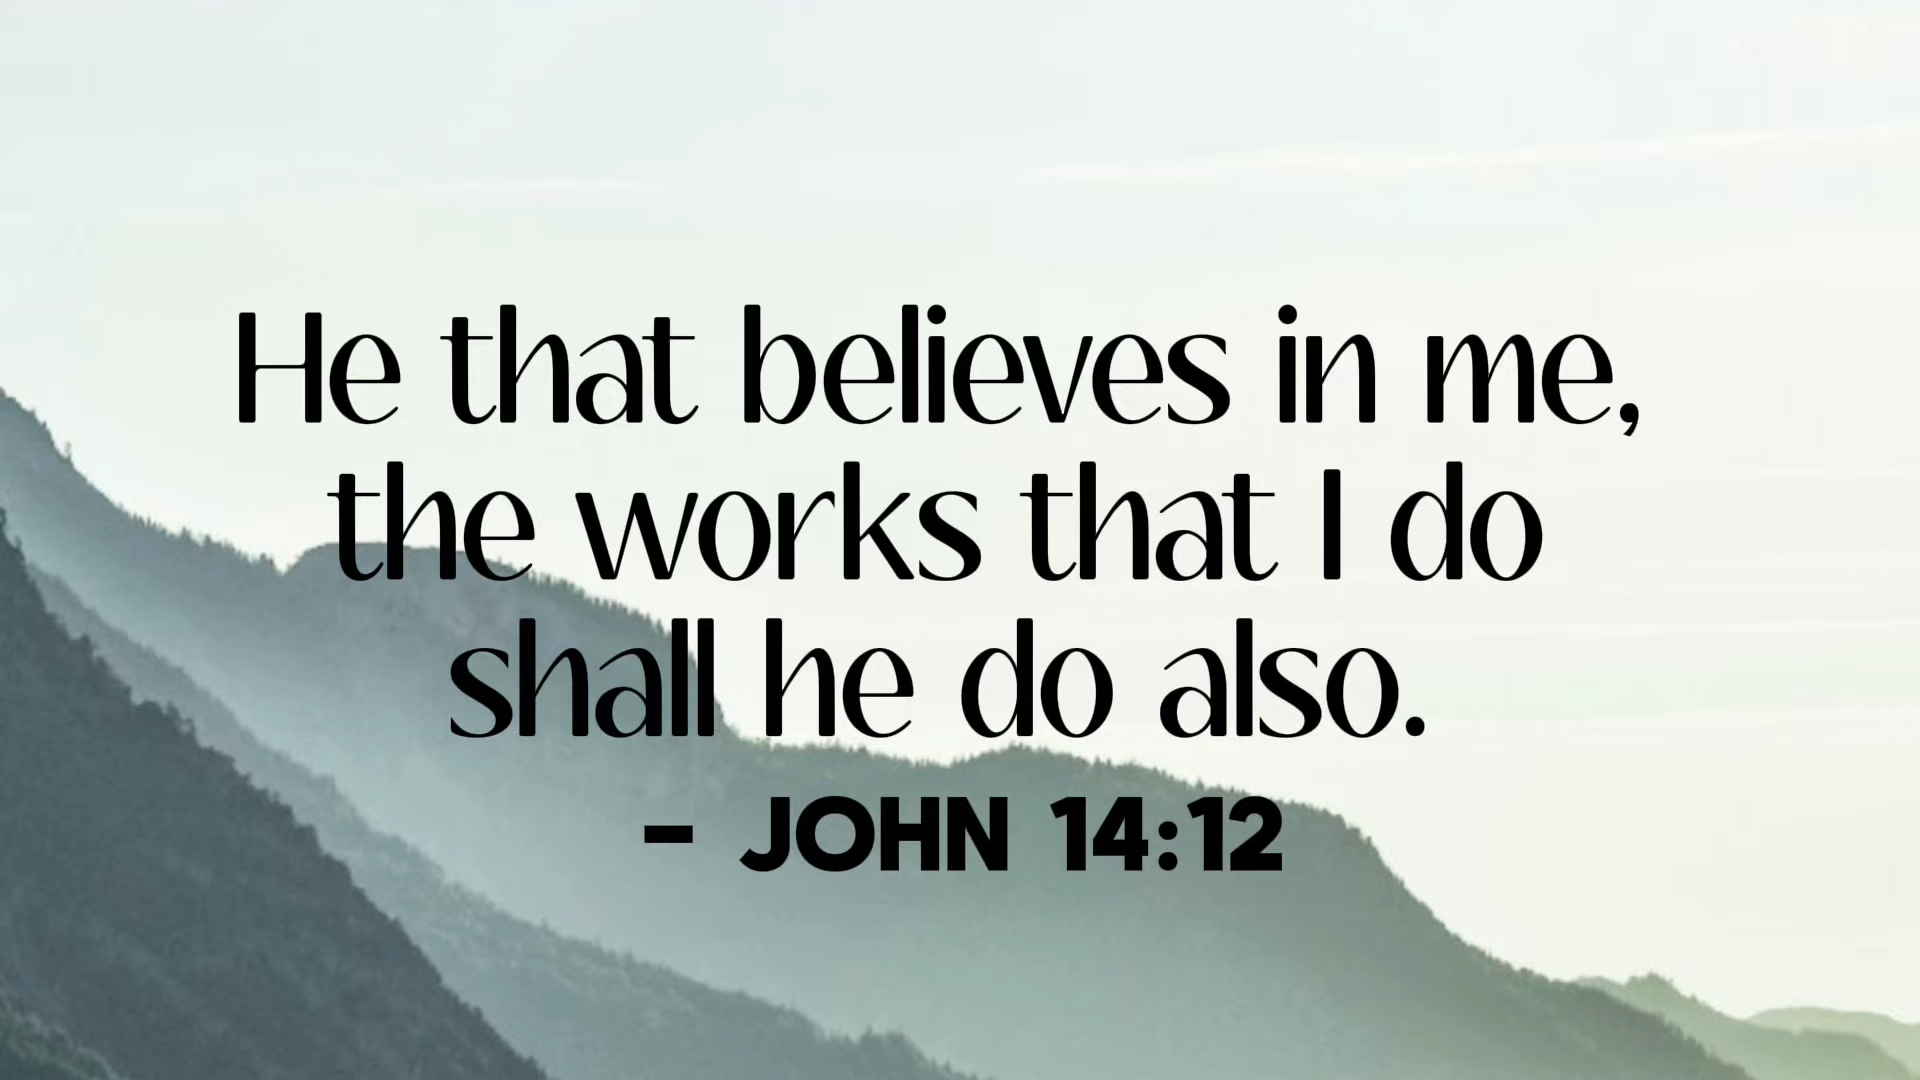 He that believes in me,
the works that I do
shall he do also.
- JOHN 14:12